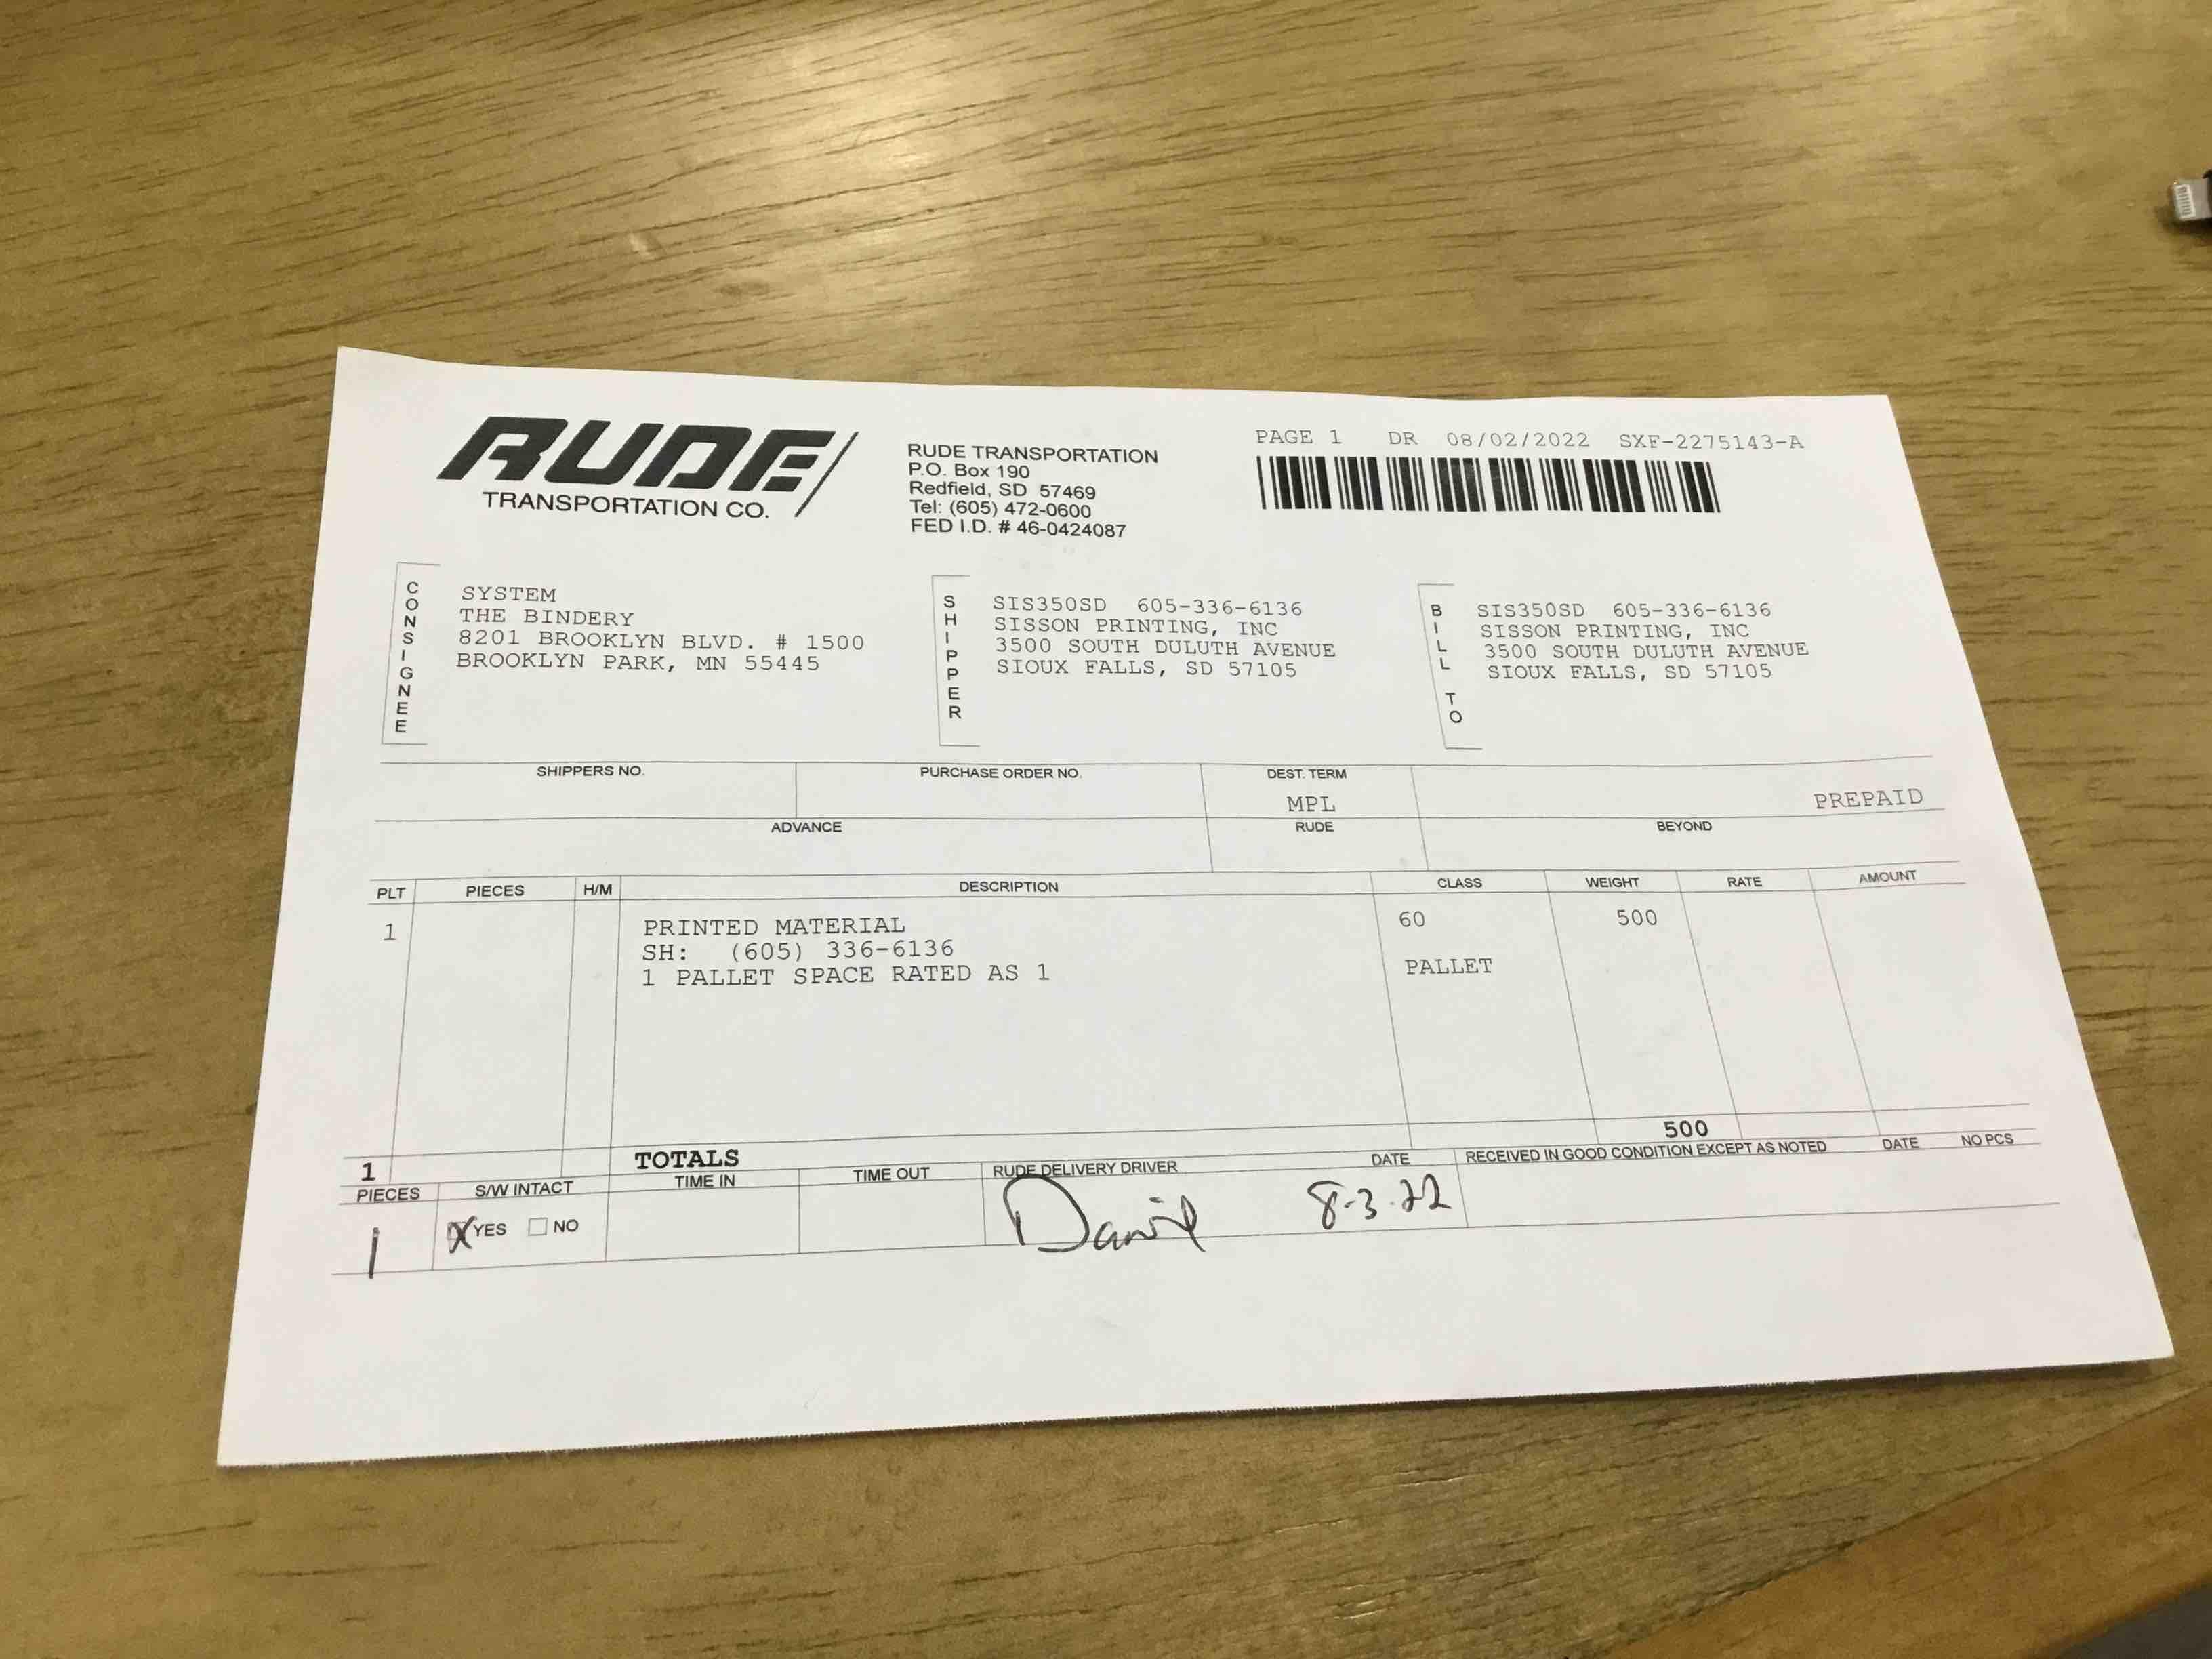 RUDE
TRANSPORTATION CO.
RUDE TRANSPORTATION
P.O. Box 190
Redfield, SD 57469
Tel: (605) 472-0600
FED I.D. # 46-0424087
PAGE 1 DR 08/02/2022 SXF-2275143-A
CONSIGNEE
SYSTEM
THE BINDERY
8201 BROOKLYN BLVD. # 1500
BROOKLYN PARK, MN 55445
SHIPPER
SIS350SD 605-336-6136
SISSON PRINTING, INC
3500 SOUTH DULUTH AVENUE
SIOUX FALLS, SD 57105
BILL TO
SIS350SD 605-336-6136
SISSON PRINTING, INC
3500 SOUTH DULUTH AVENUE
SIOUX FALLS, SD 57105
SHIPPERS NO. PURCHASE ORDER NO. DEST. TERM
MPL PREPAID
ADVANCE RUDE BEYOND
PLT PIECES H/M DESCRIPTION CLASS WEIGHT RATE AMOUNT
1 PRINTED MATERIAL 60 500
SH: (605) 336-6136
1 PALLET SPACE RATED AS 1 PALLET
1 TOTALS 500
PIECES S/W INTACT TIME IN TIME OUT RUDE DELIVERY DRIVER DATE RECEIVED IN GOOD CONDITION EXCEPT AS NOTED DATE NO PCS
1 X YES NO 8-3-22